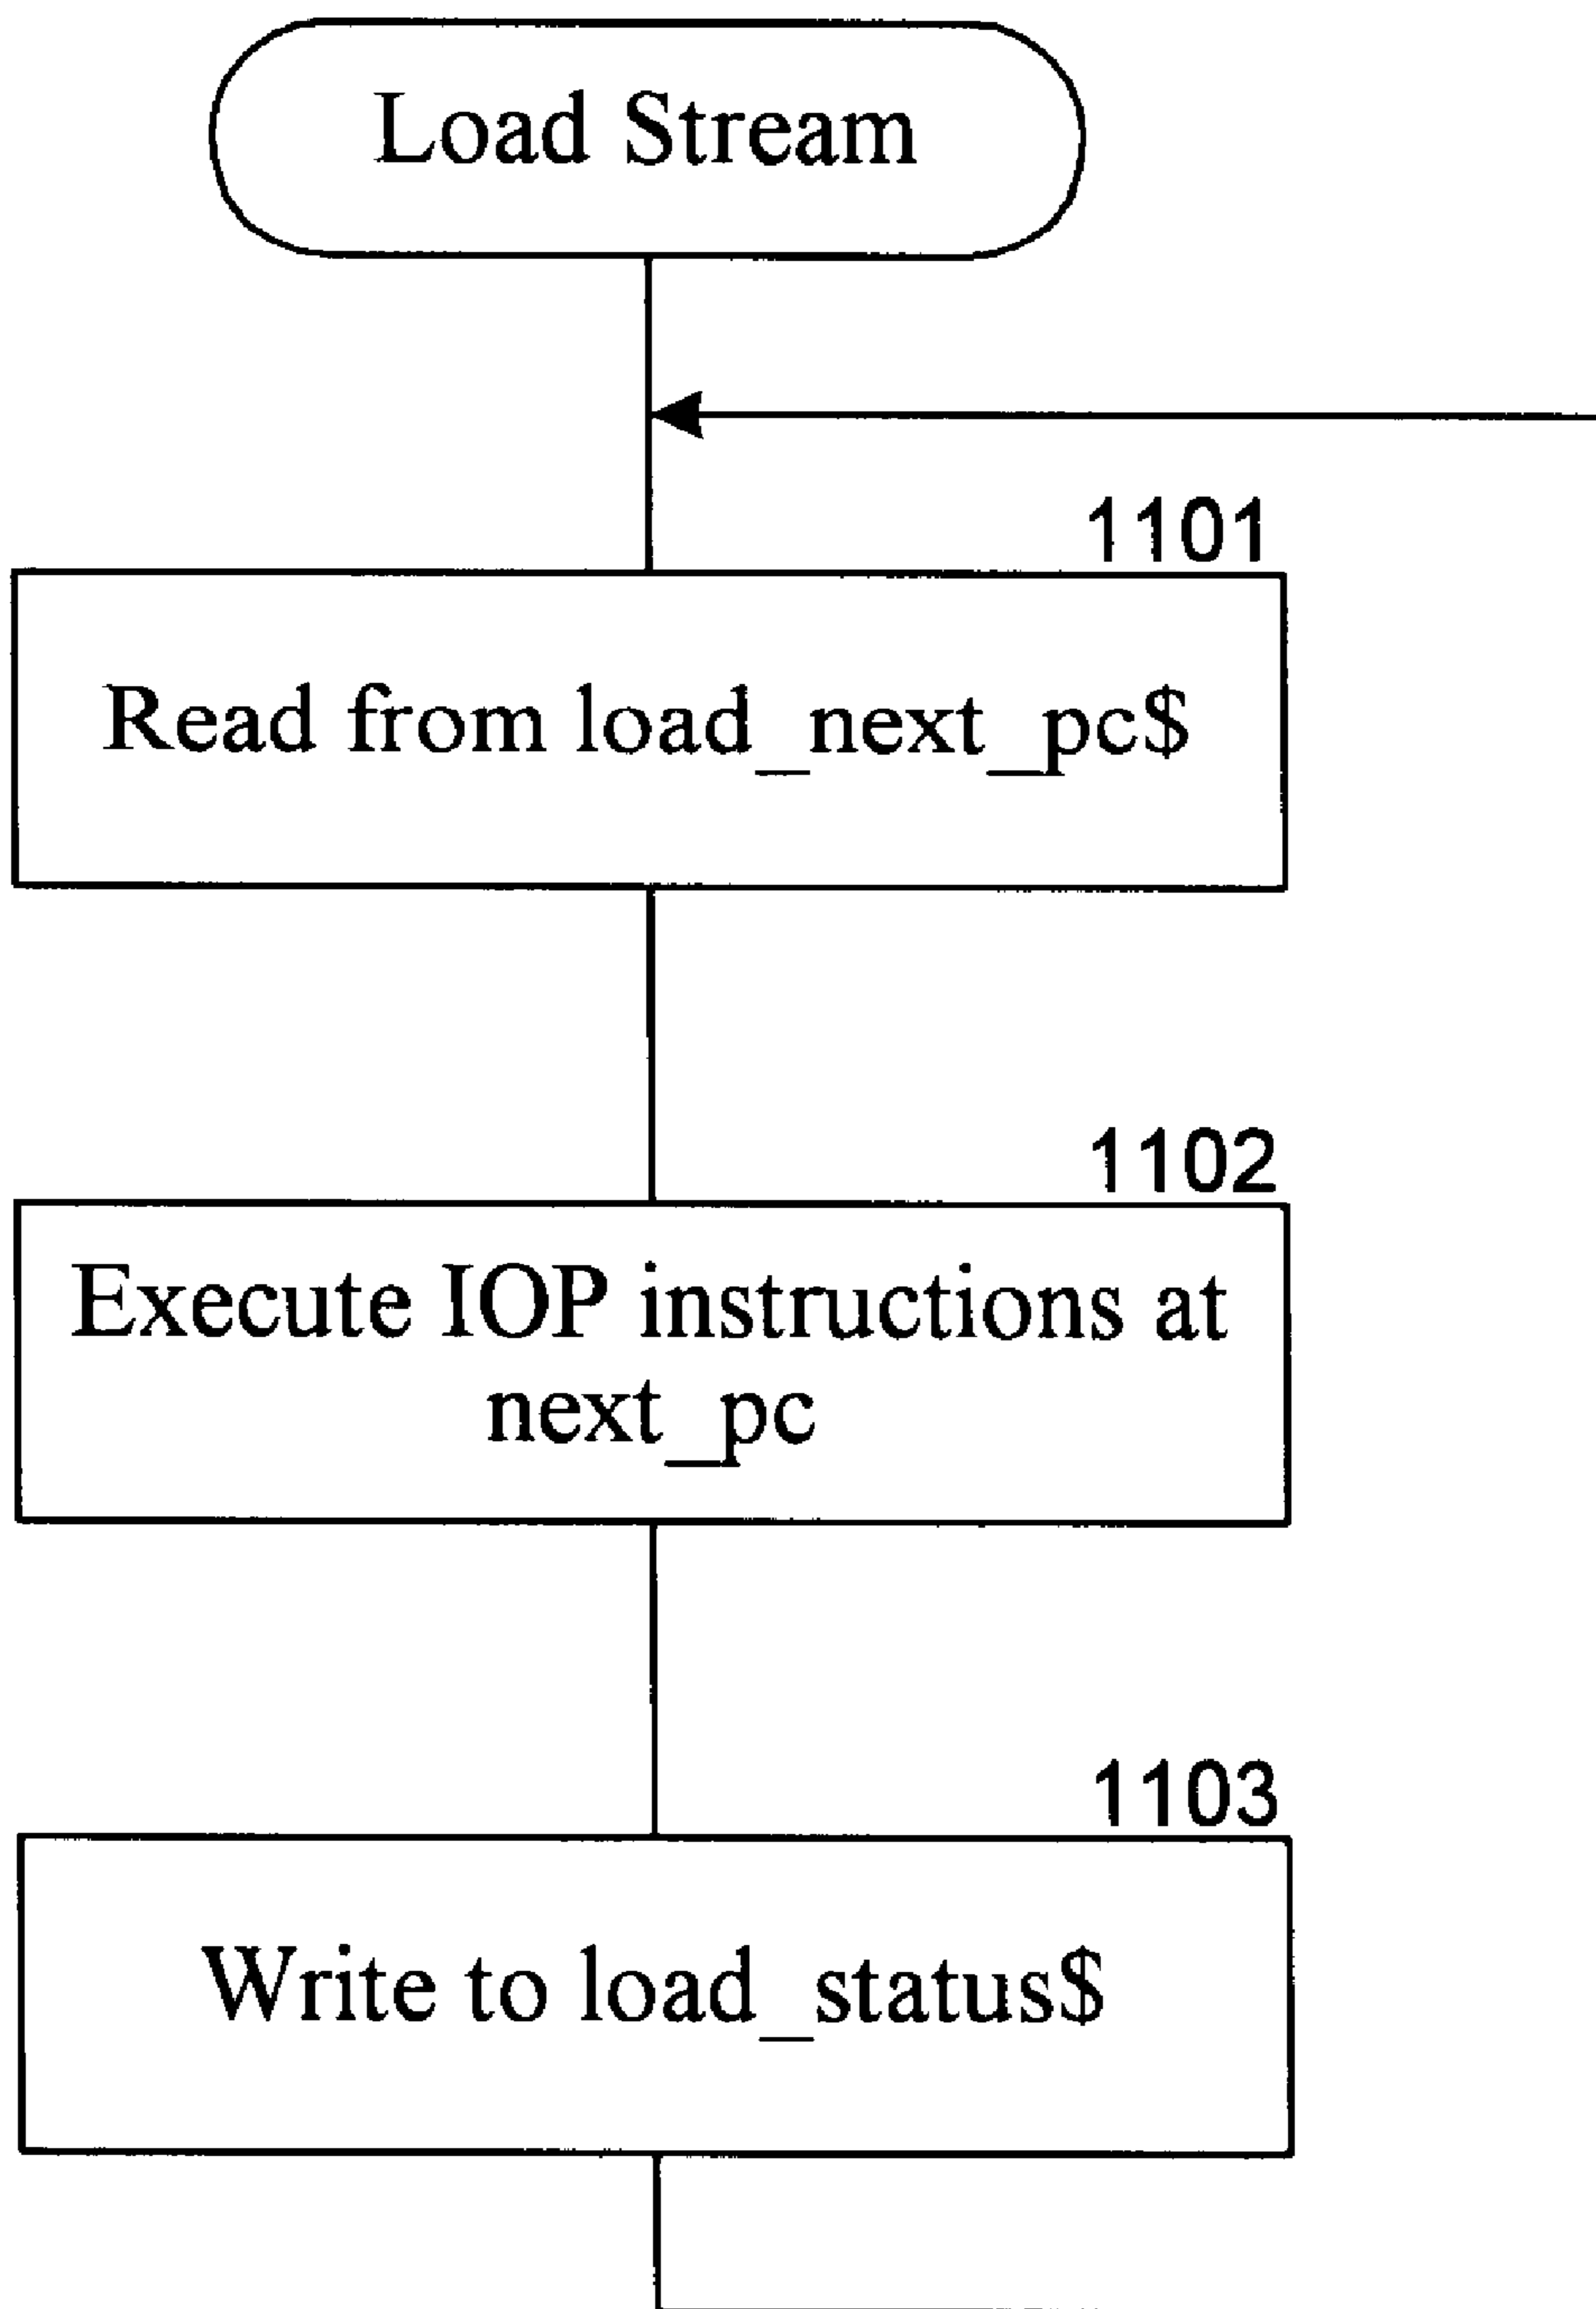 Load Stream
1101
Read from load_next_pc$
1102
Execute IOP instructions at
next_pc
1103
Write to load_status$